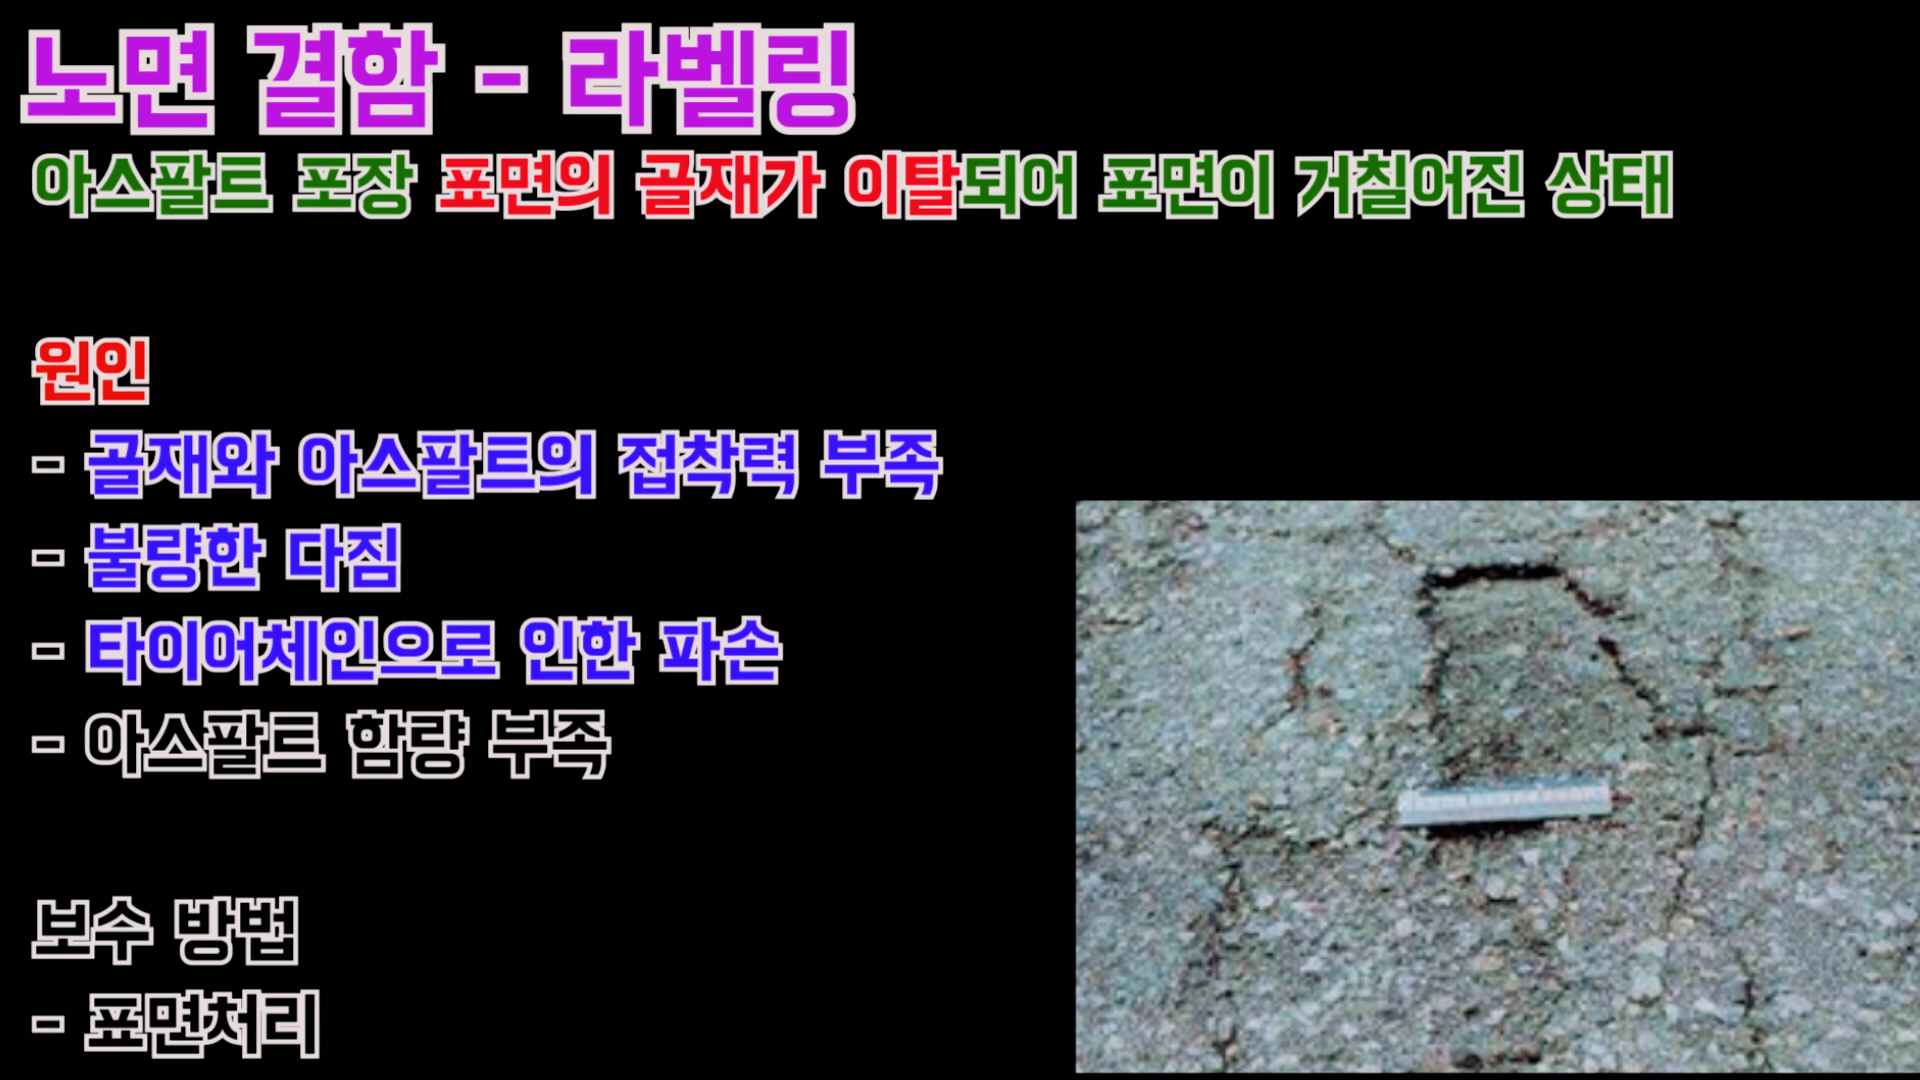 노면 결함 - 라벨링
아스팔트 포장 표면의 골재가 이탈되어 표면이 거칠어진 상태
원인
- 골재와 아스팔트의 접착력 부족
- 불량한 다짐
- 타이어체인으로 인한 파손
- 아스팔트 함량 부족
보수 방법
- 표면처리